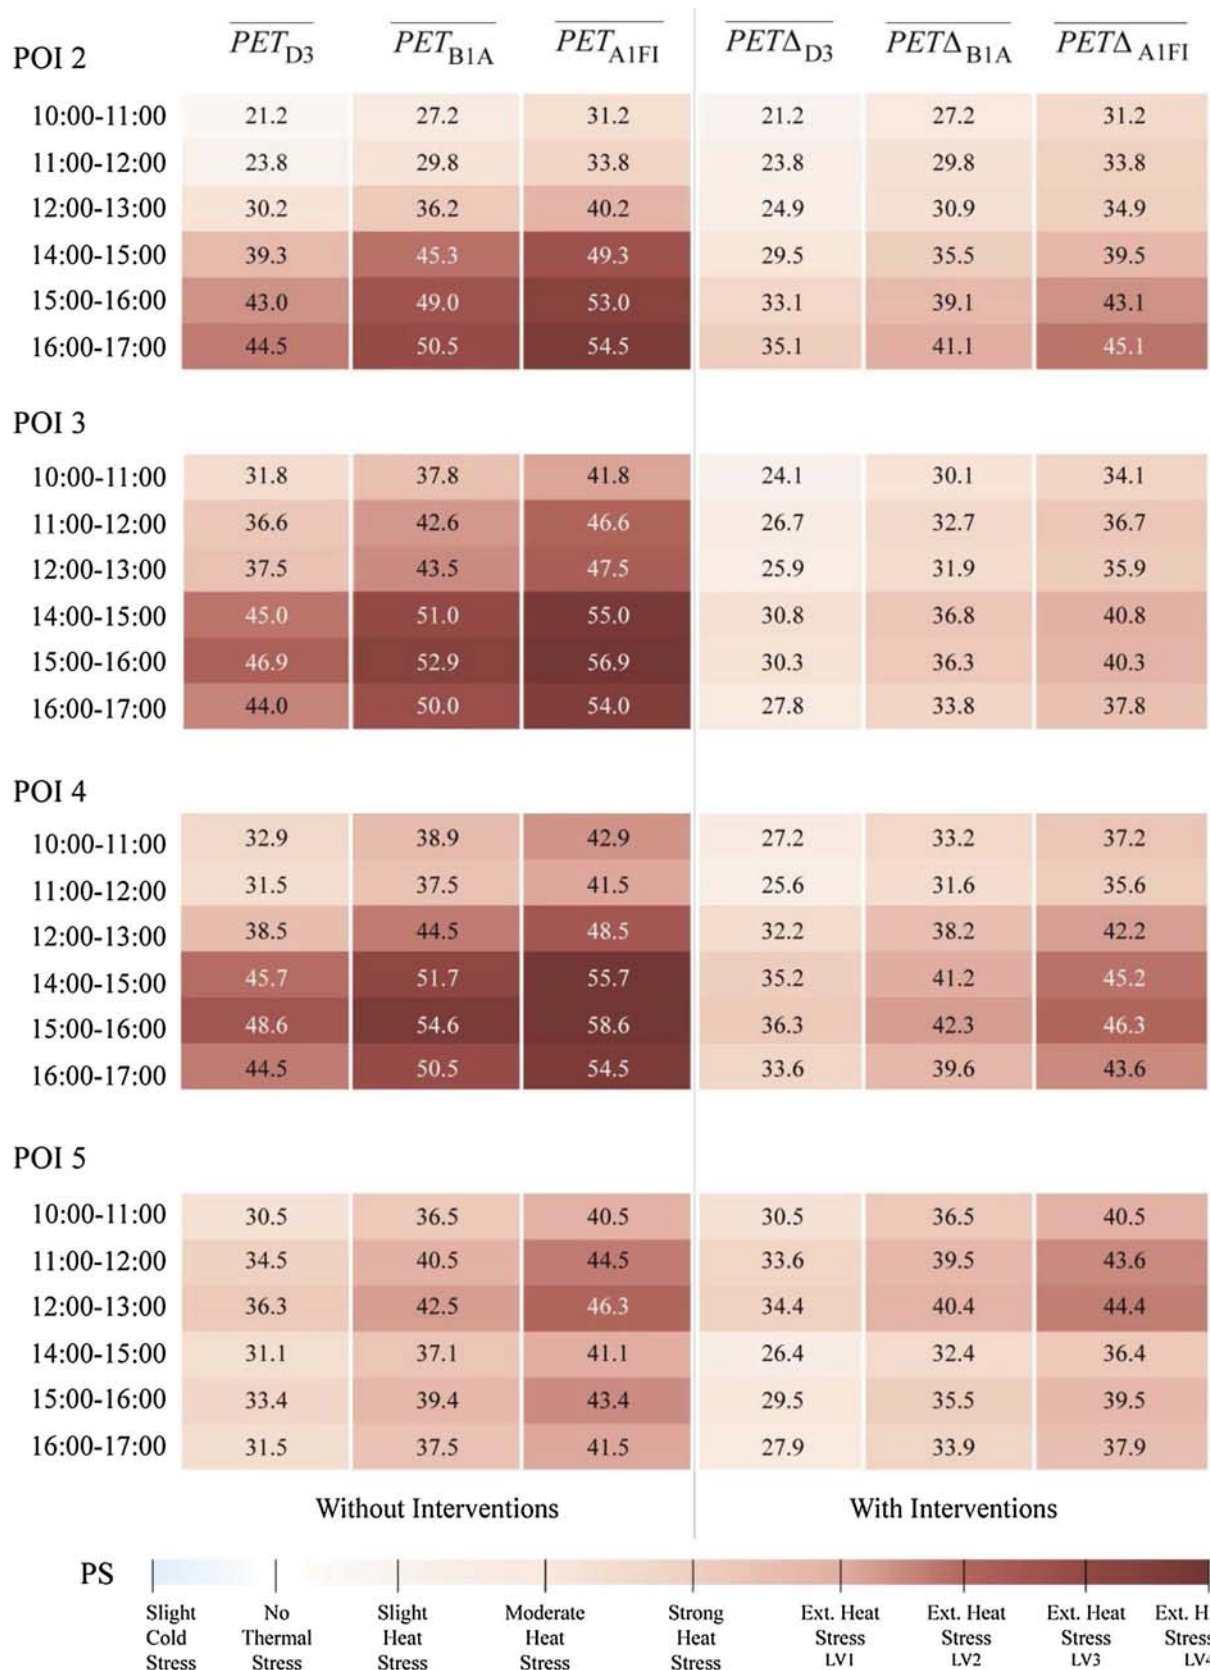 POI 2 PET D3 PET B1A PET A1FI PETΔ D3 PETΔ B1A PETΔ A1FI
10:00-11:00 21.2 27.2 31.2 21.2 27.2 31.2
11:00-12:00 23.8 29.8 33.8 23.8 29.8 33.8
12:00-13:00 30.2 36.2 40.2 24.9 30.9 34.9
14:00-15:00 39.3 45.3 49.3 29.5 35.5 39.5
15:00-16:00 43.0 49.0 53.0 33.1 39.1 43.1
16:00-17:00 44.5 50.5 54.5 35.1 41.1 45.1
POI 3
10:00-11:00 31.8 37.8 41.8 24.1 30.1 34.1
11:00-12:00 36.6 42.6 46.6 26.7 32.7 36.7
12:00-13:00 37.5 43.5 47.5 25.9 31.9 35.9
14:00-15:00 45.0 51.0 55.0 30.8 36.8 40.8
15:00-16:00 46.9 52.9 56.9 30.3 36.3 40.3
16:00-17:00 44.0 50.0 54.0 27.8 33.8 37.8
POI 4
10:00-11:00 32.9 38.9 42.9 27.2 33.2 37.2
11:00-12:00 31.5 37.5 41.5 25.6 31.6 35.6
12:00-13:00 38.5 44.5 48.5 32.2 38.2 42.2
14:00-15:00 45.7 51.7 55.7 35.2 41.2 45.2
15:00-16:00 48.6 54.6 58.6 36.3 42.3 46.3
16:00-17:00 44.5 50.5 54.5 33.6 39.6 43.6
POI 5
10:00-11:00 30.5 36.5 40.5 30.5 36.5 40.5
11:00-12:00 34.5 40.5 44.5 33.6 39.5 43.6
12:00-13:00 36.3 42.5 46.3 34.4 40.4 44.4
14:00-15:00 31.1 37.1 41.1 26.4 32.4 36.4
15:00-16:00 33.4 39.4 43.4 29.5 35.5 39.5
16:00-17:00 31.5 37.5 41.5 27.9 33.9 37.9
Without Interventions With Interventions
PS
Slight No Slight Moderate Strong Ext. Heat Ext. Heat Ext. Heat Ext. H
Cold Thermal Heat Heat Heat Stress Stress Stress Stres
Stress Stress Stress Stress Stress LV1 LV2 LV3 LV4